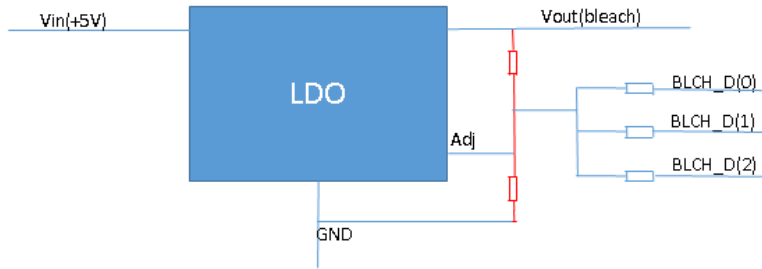 Vin(+5V)
Vout(bleach)
LDO
BLCH_D(0)
BLCH_D(1)
Adj
BLCH_D(2)
GND